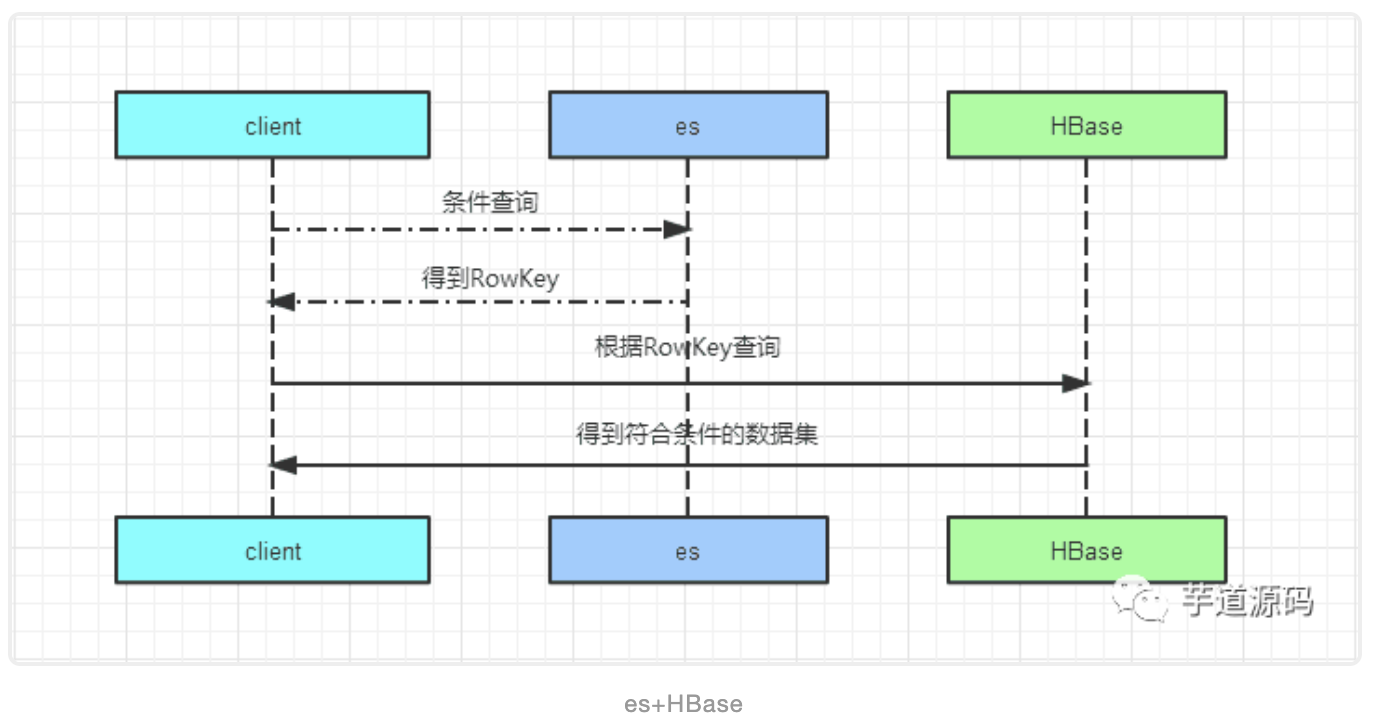 client
es
HBase
条件查询
得到RowKey
根据RowKey查询
得到符合条件的数据集
client
es
HBase
芋道源码
es+HBase